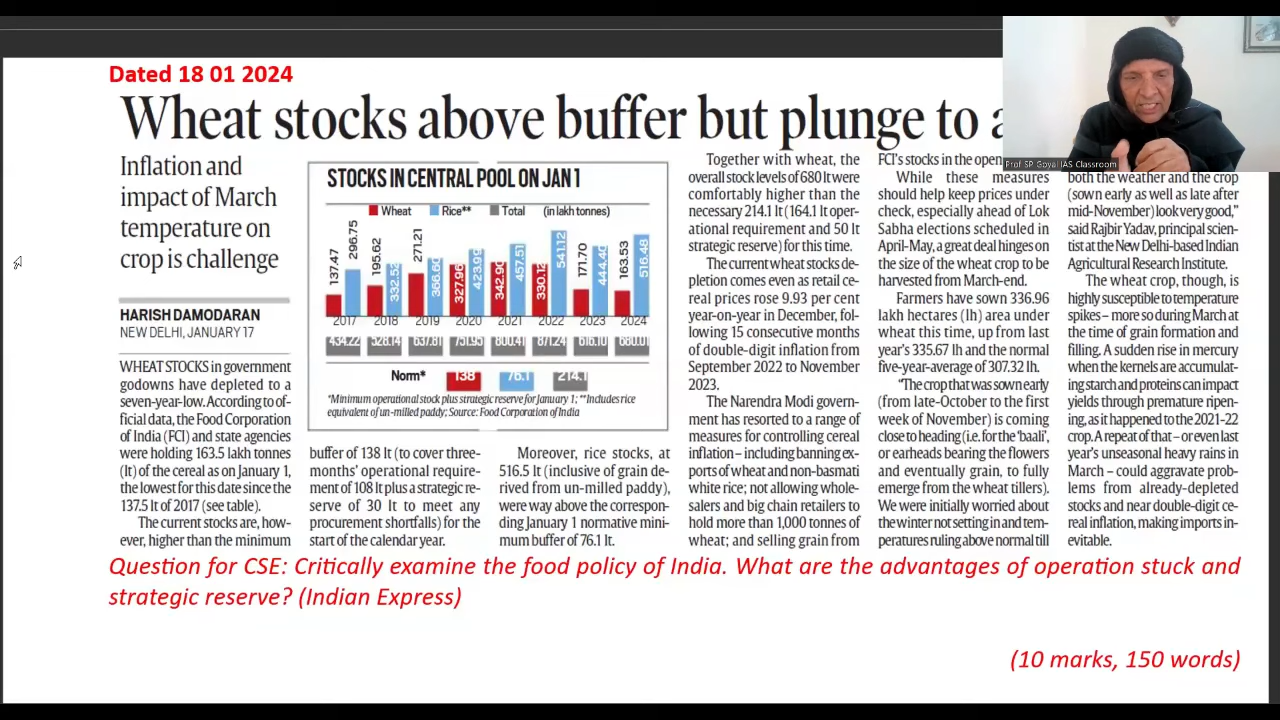 Dated 18 01 2024
Wheat stocks above buffer but plunge to a
Inflation and
impact of March
temperature on
crop is challenge
HARISH DAMODARAN
NEW DELHI, JANUARY 17
WHEAT STOCKS in government
godowns have depleted to a
seven-year-low. According to of-
ficial data, the Food Corporation
of India (FCI) and state agencies
were holding 163.5 lakh tonnes
(lt) of the cereal as on January 1,
the lowest for this date since the
137.5 lt of 2017 (see table).
The current stocks are, how-
ever, higher than the minimum
STOCKS IN CENTRAL POOL ON JAN 1
Wheat Rice** Total (in lakh tonnes)
137.47 296.75 195.62 332.52 271.21 366.60 327.96 423.99 342.90 457.51 330.12 541.12 171.70 444.40 163.53 516.48
2017 2018 2019 2020 2021 2022 2023 2024
434.22 528.14 637.81 751.95 800.41 871.24 616.10 680.01
Norm* 138 76.1 214.1
*Minimum operational stock plus strategic reserve for January 1; **Includes rice
equivalent of un-milled paddy; Source: Food Corporation of India
buffer of 138 lt (to cover three-
months' operational require-
ment of 108 lt plus a strategic re-
serve of 30 lt to meet any
procurement shortfalls) for the
start of the calendar year.
Moreover, rice stocks, at
516.5 lt (inclusive of grain de-
rived from un-milled paddy),
were way above the correspon-
ding January 1 normative mini-
mum buffer of 76.1 lt.
Together with wheat, the
overall stock levels of 680 lt were
comfortably higher than the
necessary 214.1 lt (164.1 lt oper-
ational requirement and 50 lt
strategic reserve) for this time.
The current wheat stocks de-
pletion comes even as retail ce-
real prices rose 9.93 per cent
year-on-year in December, fol-
lowing 15 consecutive months
of double-digit inflation from
September 2022 to November
2023.
The Narendra Modi govern-
ment has resorted to a range of
measures for controlling cereal
inflation – including banning ex-
ports of wheat and non-basmati
white rice; not allowing whole-
salers and big chain retailers to
hold more than 1,000 tonnes of
wheat; and selling grain from
FCI's stocks in the open
While these measures
should help keep prices under
check, especially ahead of Lok
Sabha elections scheduled in
April-May, a great deal hinges on
the size of the wheat crop to be
harvested from March-end.
Farmers have sown 336.96
lakh hectares (lh) area under
wheat this time, up from last
year's 335.67 lh and the normal
five-year-average of 307.32 lh.
"The crop that was sown early
(from late-October to the first
week of November) is coming
close to heading (i.e. for the 'baali',
or earheads bearing the flowers
and eventually grain, to fully
emerge from the wheat tillers).
We were initially worried about
the winter not setting in and tem-
peratures ruling above normal till
both the weather and the crop
(sown early as well as late after
mid-November) look very good,"
said Rajbir Yadav, principal scien-
tist at the New Delhi-based Indian
Agricultural Research Institute.
The wheat crop, though, is
highly susceptible to temperature
spikes – more so during March at
the time of grain formation and
filling. A sudden rise in mercury
when the kernels are accumulat-
ing starch and proteins can impact
yields through premature ripen-
ing, as it happened to the 2021-22
crop. A repeat of that – or even last
year's unseasonal heavy rains in
March – could aggravate prob-
lems from already-depleted
stocks and near double-digit ce-
real inflation, making imports in-
evitable.
Prof SP Goyal IAS Classroom
Question for CSE: Critically examine the food policy of India. What are the advantages of operation stuck and
strategic reserve? (Indian Express)
(10 marks, 150 words)